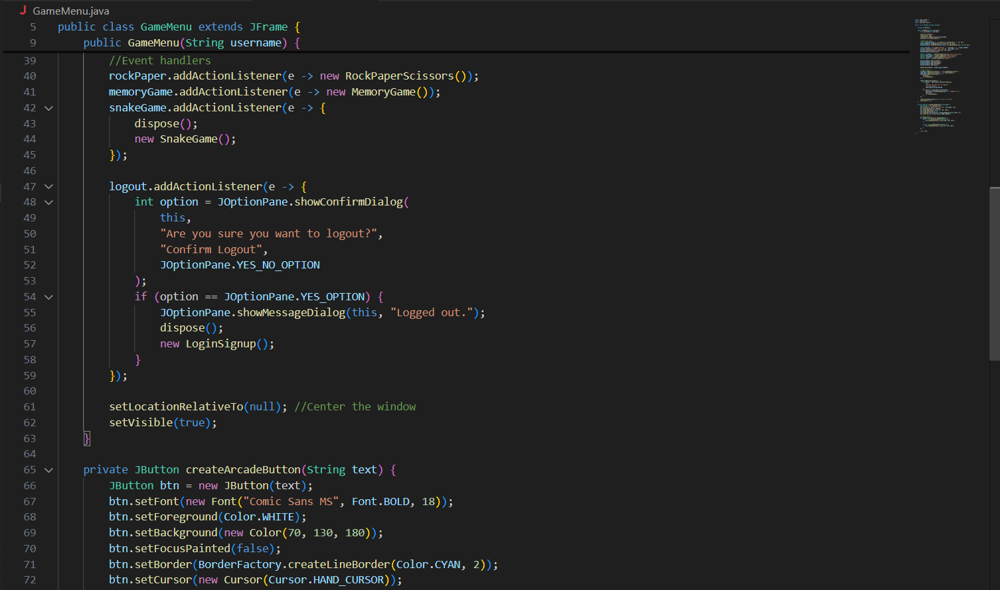 J GameMenu.java
5 public class GameMenu extends JFrame {
9 public GameMenu(String username) {
39 //Event handlers
40 rockPaper.addActionListener(e -> new RockPaperScissors());
41 memoryGame.addActionListener(e -> new MemoryGame());
42 snakeGame.addActionListener(e -> {
43 dispose();
44 new SnakeGame();
45 });
46
47 logout.addActionListener(e -> {
48 int option = JOptionPane.showConfirmDialog(
49 this,
50 "Are you sure you want to logout?",
51 "Confirm Logout",
52 JOptionPane.YES_NO_OPTION
53 );
54 if (option == JOptionPane.YES_OPTION) {
55 JOptionPane.showMessageDialog(this, "Logged out.");
56 dispose();
57 new LoginSignup();
58 }
59 });
60
61 setLocationRelativeTo(null); //Center the window
62 setVisible(true);
63 }
64
65 private JButton createArcadeButton(String text) {
66 JButton btn = new JButton(text);
67 btn.setFont(new Font("Comic Sans MS", Font.BOLD, 18));
68 btn.setForeground(Color.WHITE);
69 btn.setBackground(new Color(70, 130, 180));
70 btn.setFocusPainted(false);
71 btn.setBorder(BorderFactory.createLineBorder(Color.CYAN, 2));
72 btn.setCursor(new Cursor(Cursor.HAND_CURSOR));